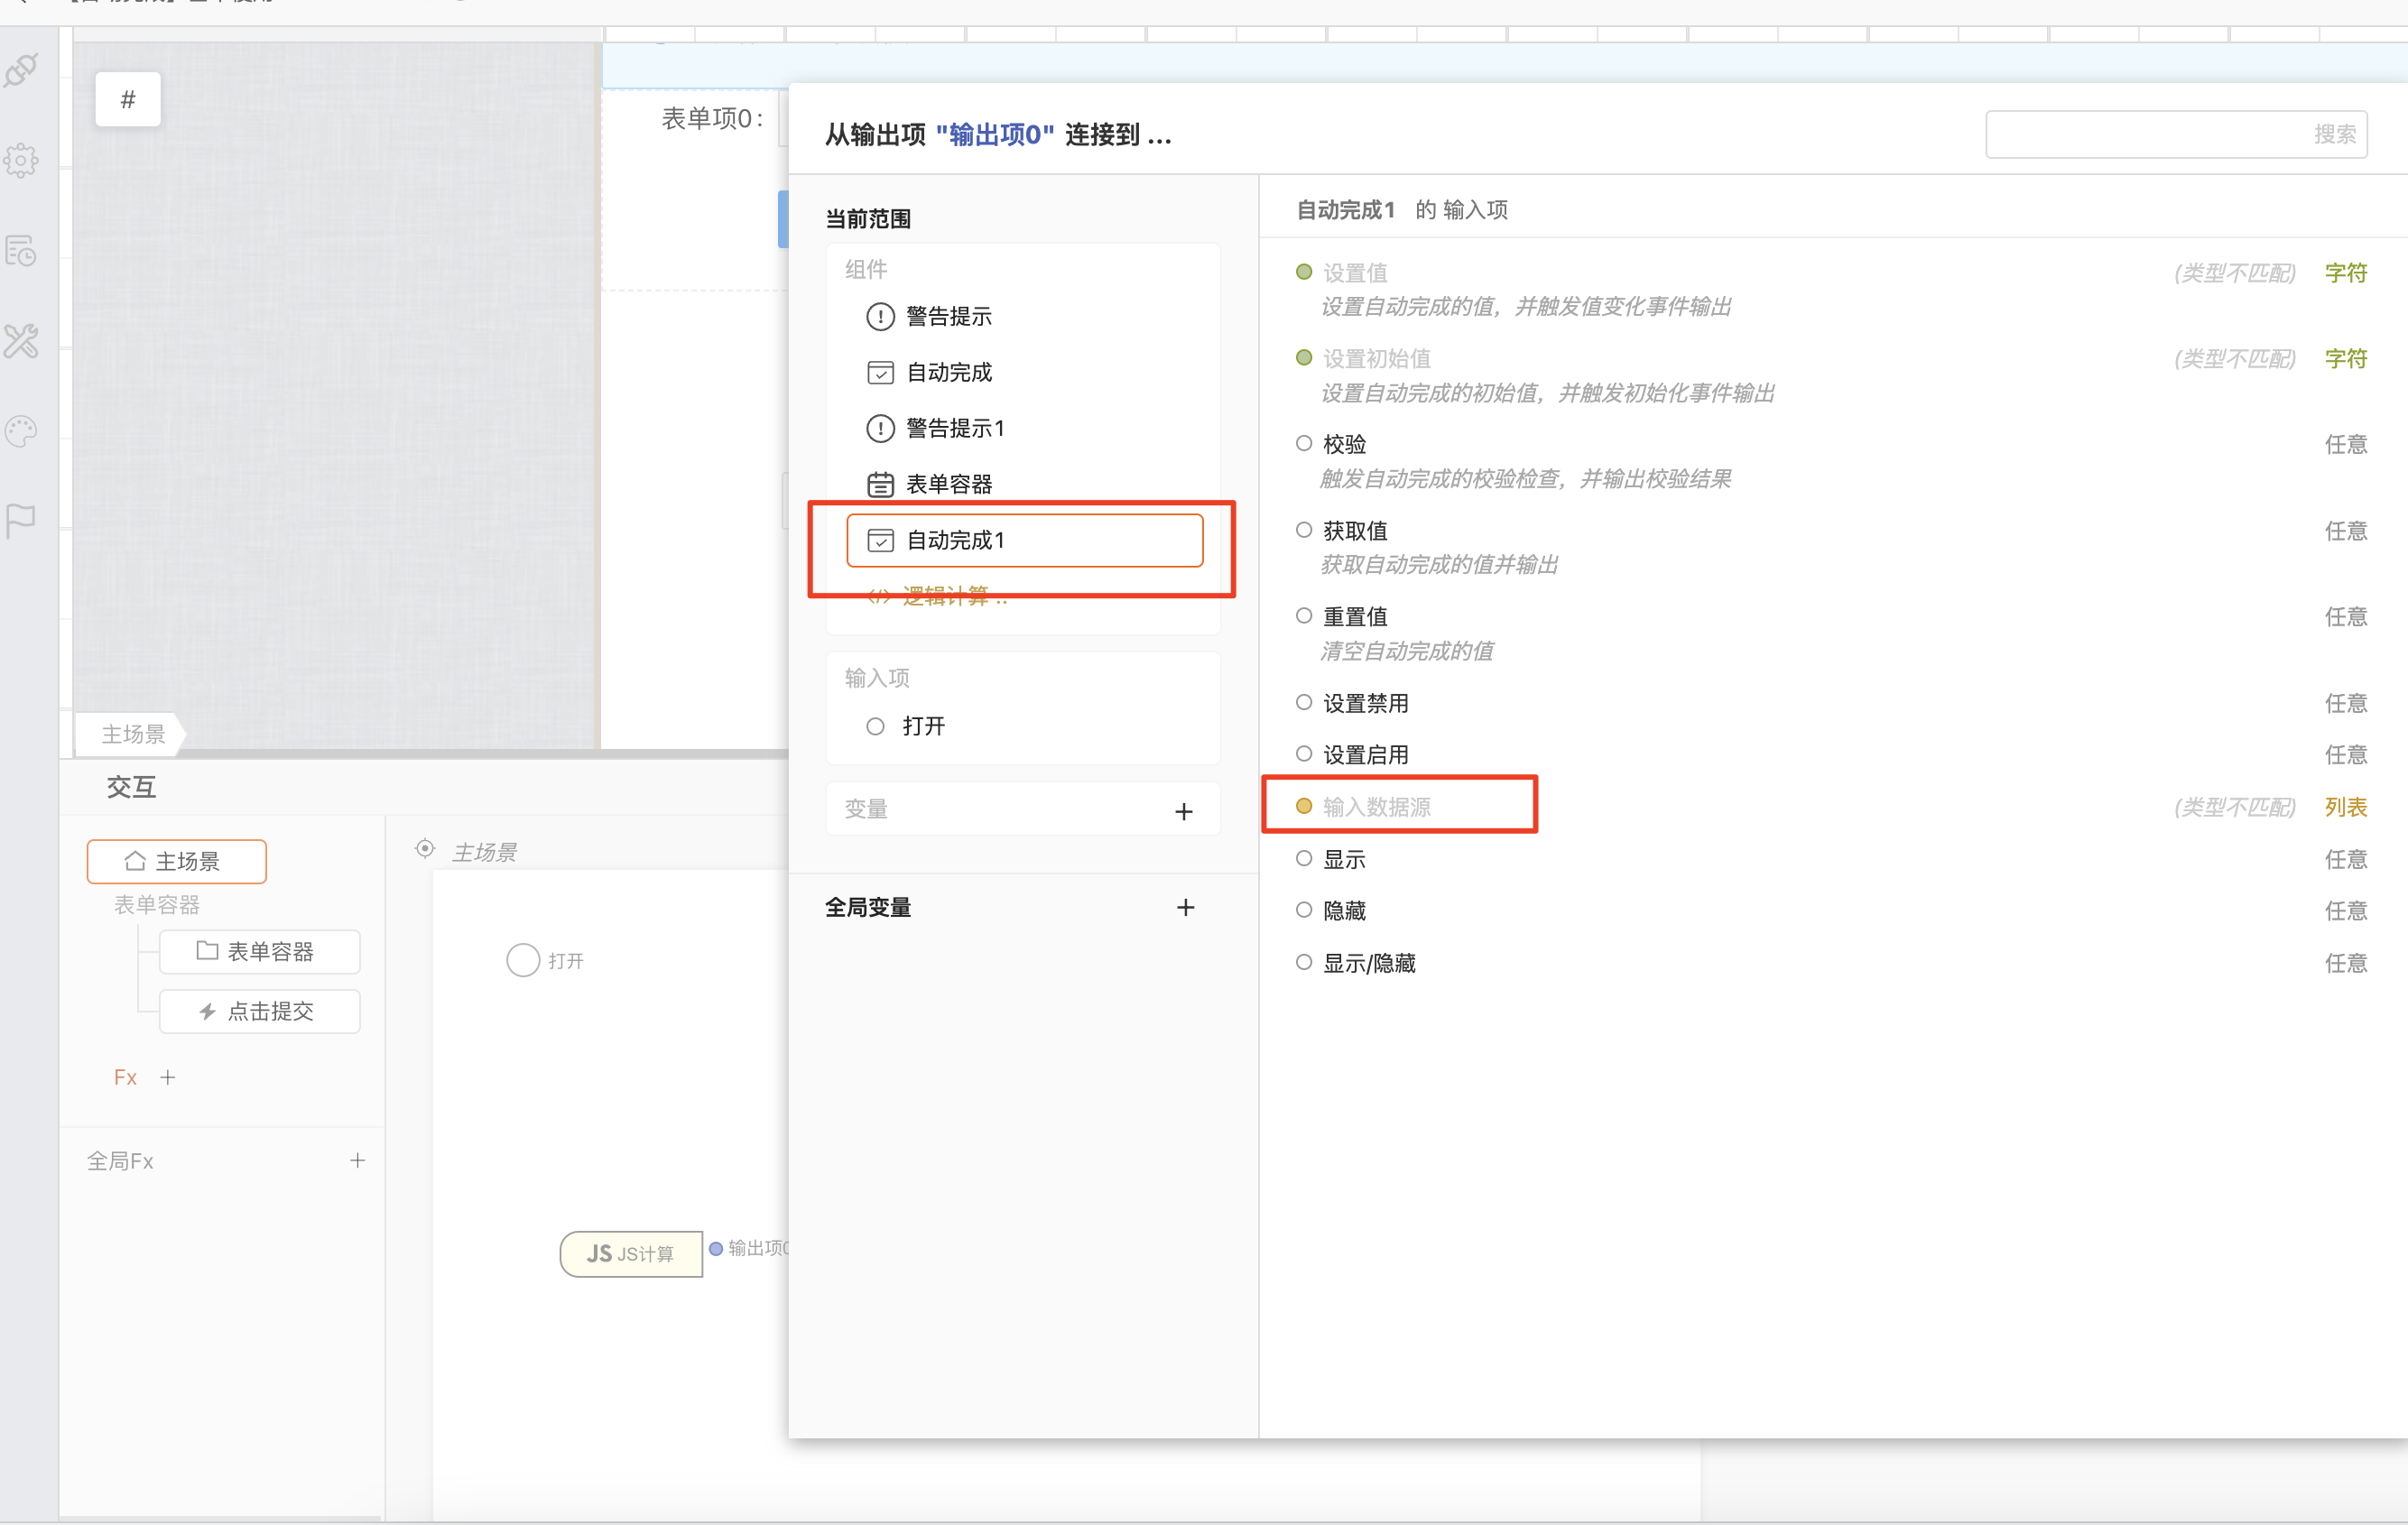 #
表单项0：
主场景
从输出项 "输出项0" 连接到 ...
搜索
当前范围
组件
警告提示
自动完成
警告提示1
表单容器
自动完成1
逻辑计算 ..
输入项
打开
变量 +
全局变量 +
自动完成1 的 输入项
设置值 (类型不匹配) 字符
设置自动完成的值，并触发值变化事件输出
设置初始值 (类型不匹配) 字符
设置自动完成的初始值，并触发初始化事件输出
校验 任意
触发自动完成的校验检查，并输出校验结果
获取值 任意
获取自动完成的值并输出
重置值 任意
清空自动完成的值
设置禁用 任意
设置启用 任意
输入数据源 (类型不匹配) 列表
显示 任意
隐藏 任意
显示/隐藏 任意
交互
主场景
表单容器
表单容器
点击提交
Fx +
全局Fx +
主场景
打开
JS JS计算
输出项